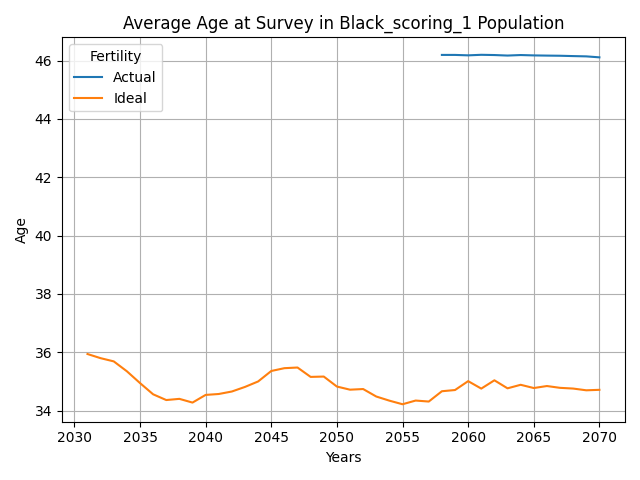 Average Age at Survey in Black_scoring_1 Population
Fertility
Actual
Ideal
46
44
42
40
38
36
34
Age
2030 2035 2040 2045 2050 2055 2060 2065 2070
Years